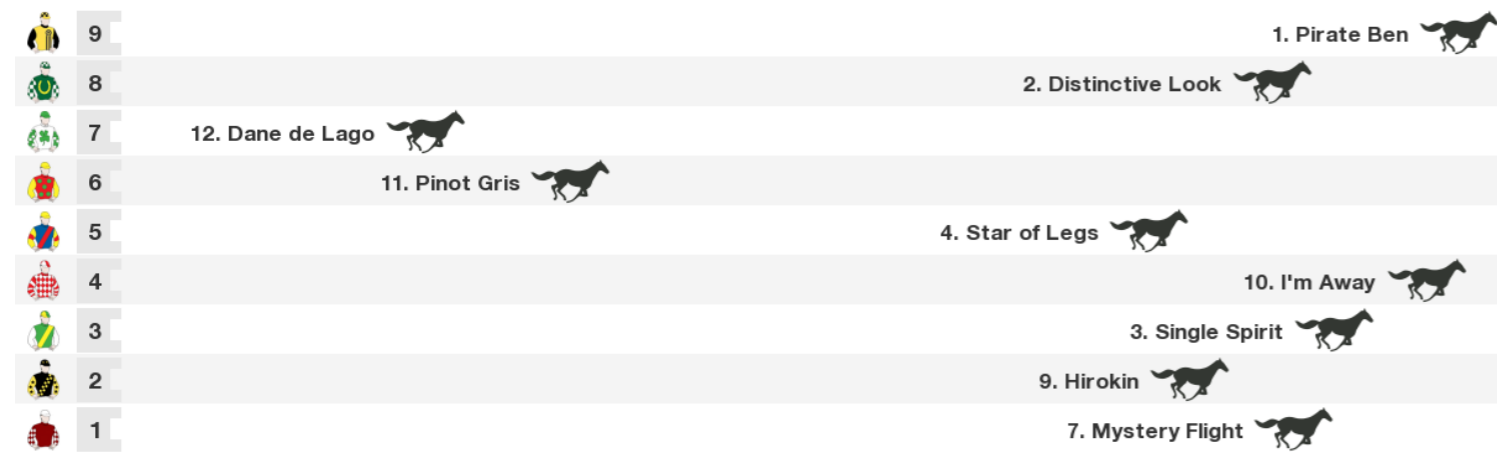 9 1. Pirate Ben
8 2. Distinctive Look
7 12. Dane de Lago
6 11. Pinot Gris
5 4. Star of Legs
4 10. I'm Away
3 3. Single Spirit
2 9. Hirokin
1 7. Mystery Flight